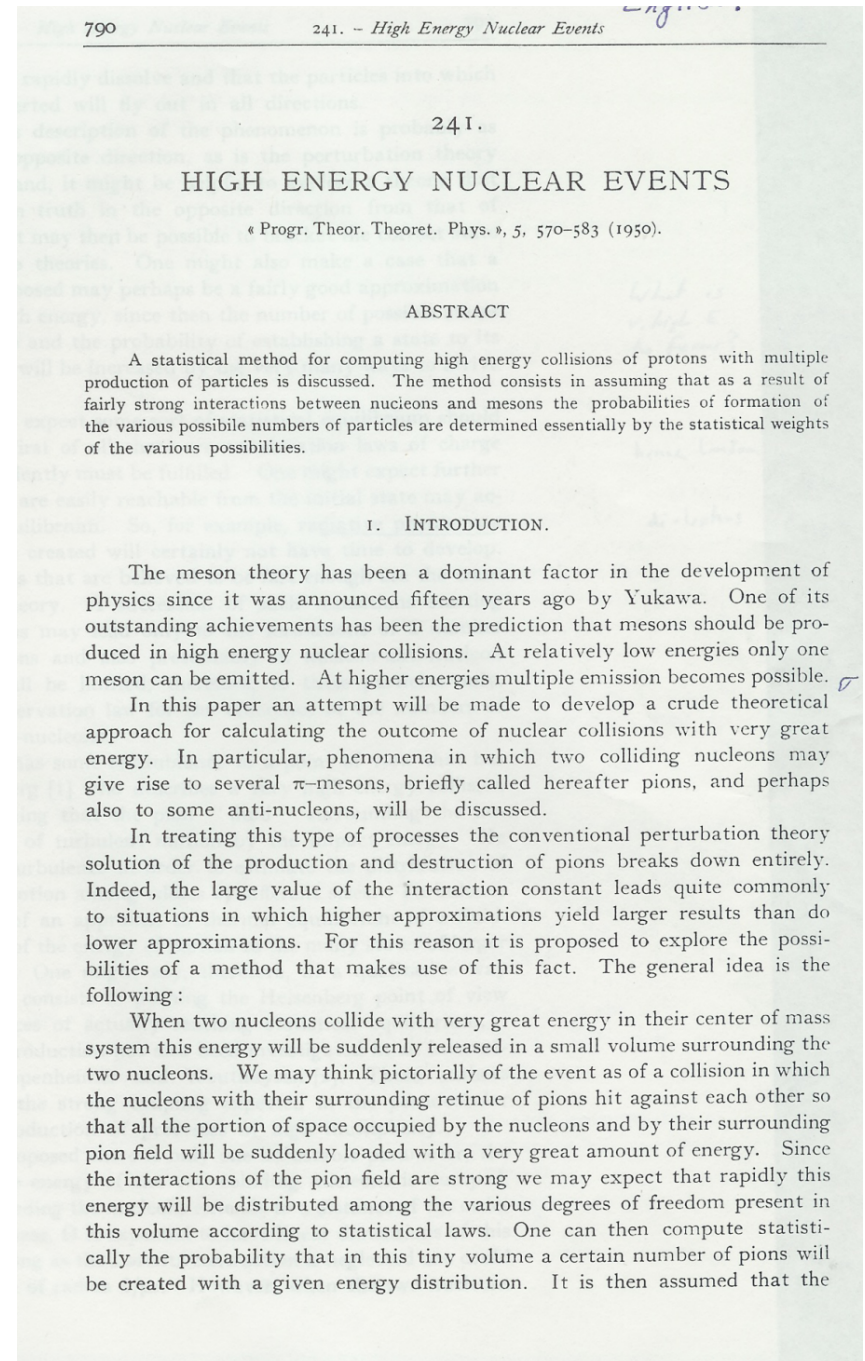 790 241. – High Energy Nuclear Events
241.
HIGH ENERGY NUCLEAR EVENTS
« Progr. Theor. Theoret. Phys. », 5, 570–583 (1950).
ABSTRACT
A statistical method for computing high energy collisions of protons with multiple
production of particles is discussed. The method consists in assuming that as a result of
fairly strong interactions between nucleons and mesons the probabilities of formation of
the various possibile numbers of particles are determined essentially by the statistical weights
of the various possibilities.
1. INTRODUCTION.
The meson theory has been a dominant factor in the development of
physics since it was announced fifteen years ago by Yukawa. One of its
outstanding achievements has been the prediction that mesons should be pro-
duced in high energy nuclear collisions. At relatively low energies only one
meson can be emitted. At higher energies multiple emission becomes possible.
In this paper an attempt will be made to develop a crude theoretical
approach for calculating the outcome of nuclear collisions with very great
energy. In particular, phenomena in which two colliding nucleons may
give rise to several π–mesons, briefly called hereafter pions, and perhaps
also to some anti-nucleons, will be discussed.
In treating this type of processes the conventional perturbation theory
solution of the production and destruction of pions breaks down entirely.
Indeed, the large value of the interaction constant leads quite commonly
to situations in which higher approximations yield larger results than do
lower approximations. For this reason it is proposed to explore the possi-
bilities of a method that makes use of this fact. The general idea is the
following :
When two nucleons collide with very great energy in their center of mass
system this energy will be suddenly released in a small volume surrounding the
two nucleons. We may think pictorially of the event as of a collision in which
the nucleons with their surrounding retinue of pions hit against each other so
that all the portion of space occupied by the nucleons and by their surrounding
pion field will be suddenly loaded with a very great amount of energy. Since
the interactions of the pion field are strong we may expect that rapidly this
energy will be distributed among the various degrees of freedom present in
this volume according to statistical laws. One can then compute statisti-
cally the probability that in this tiny volume a certain number of pions will
be created with a given energy distribution. It is then assumed that the